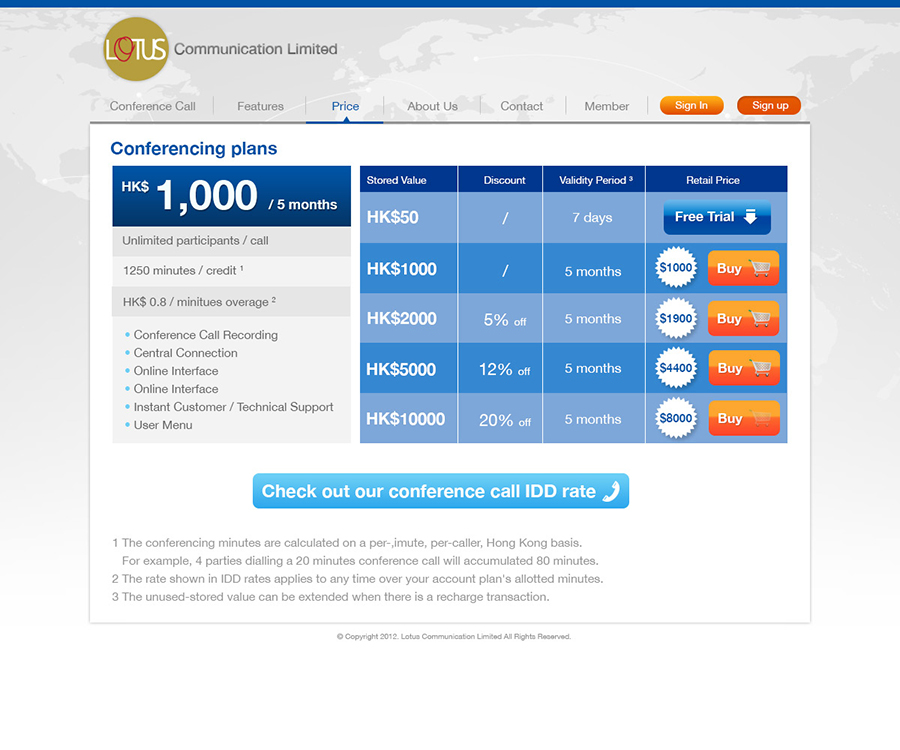 LOTUS Communication Limited
Conference Call Features Price About Us Contact Member Sign In Sign up
Conferencing plans
HK$ 1,000 / 5 months
Unlimited participants / call
1250 minutes / credit ¹
HK$ 0.8 / minitues overage ²
• Conference Call Recording
• Central Connection
• Online Interface
• Online Interface
• Instant Customer / Technical Support
• User Menu
Stored Value Discount Validity Period ³ Retail Price
HK$50 / 7 days Free Trial
HK$1000 / 5 months $1000 Buy
HK$2000 5% off 5 months $1900 Buy
HK$5000 12% off 5 months $4400 Buy
HK$10000 20% off 5 months $8000 Buy
Check out our conference call IDD rate
1 The conferencing minutes are calculated on a per-,imute, per-caller, Hong Kong basis.
For example, 4 parties dialling a 20 minutes conference call will accumulated 80 minutes.
2 The rate shown in IDD rates applies to any time over your account plan's allotted minutes.
3 The unused-stored value can be extended when there is a recharge transaction.
© Copyright 2012. Lotus Communication Limited All Rights Reserved.